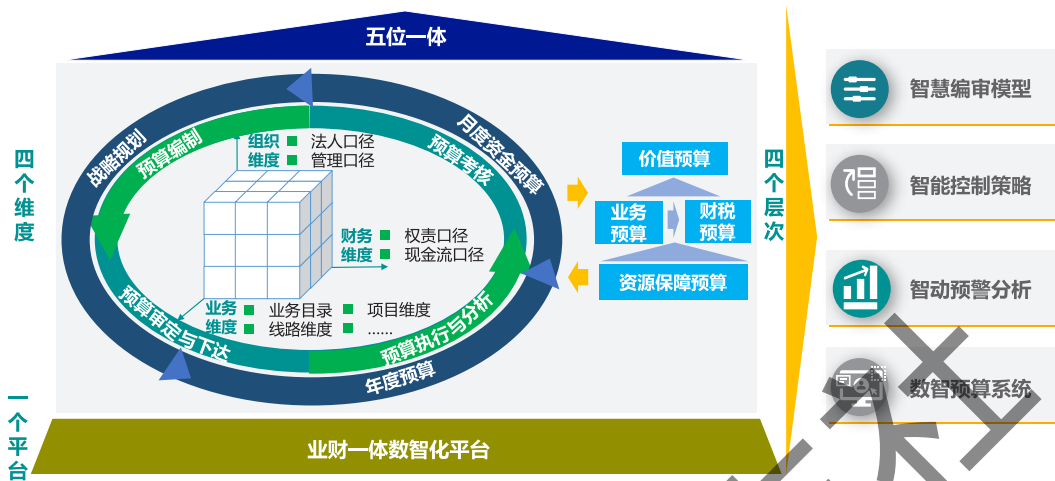 五位一体
四个维度
战略规划
月度资金预算
年度预算
预算编制
预算考核
预算审定与下达
预算执行与分析
组织
维度
法人口径
管理口径
财务
维度
权责口径
现金流口径
业务
维度
业务目录
线路维度
项目维度
......
价值预算
业务
预算
财税
预算
资源保障预算
四个层次
一个平台
业财一体数智化平台
智慧编审模型
智能控制策略
智动预警分析
数智预算系统
社